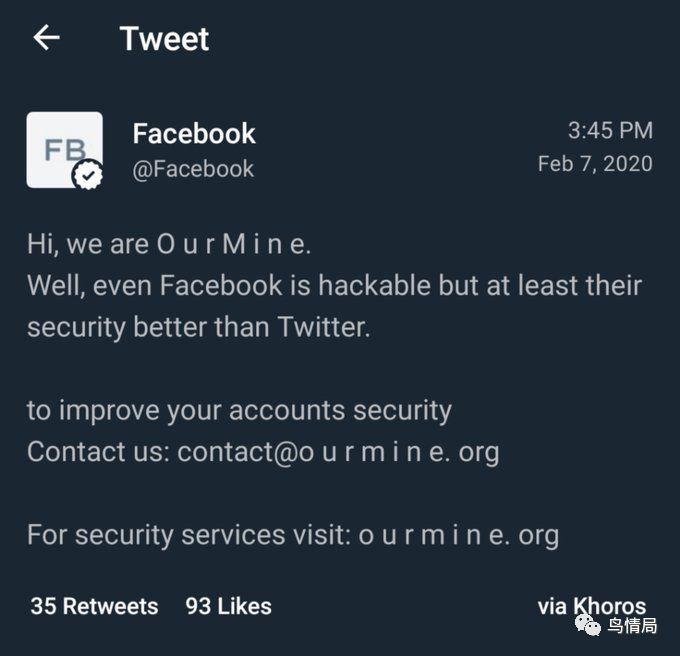 Tweet
FB
Facebook
@Facebook
3:45 PM
Feb 7, 2020
Hi, we are O u r M i n e.
Well, even Facebook is hackable but at least their
security better than Twitter.
to improve your accounts security
Contact us: contact@o u r m i n e. org
For security services visit: o u r m i n e. org
35 Retweets 93 Likes via Khoros
鸟情局